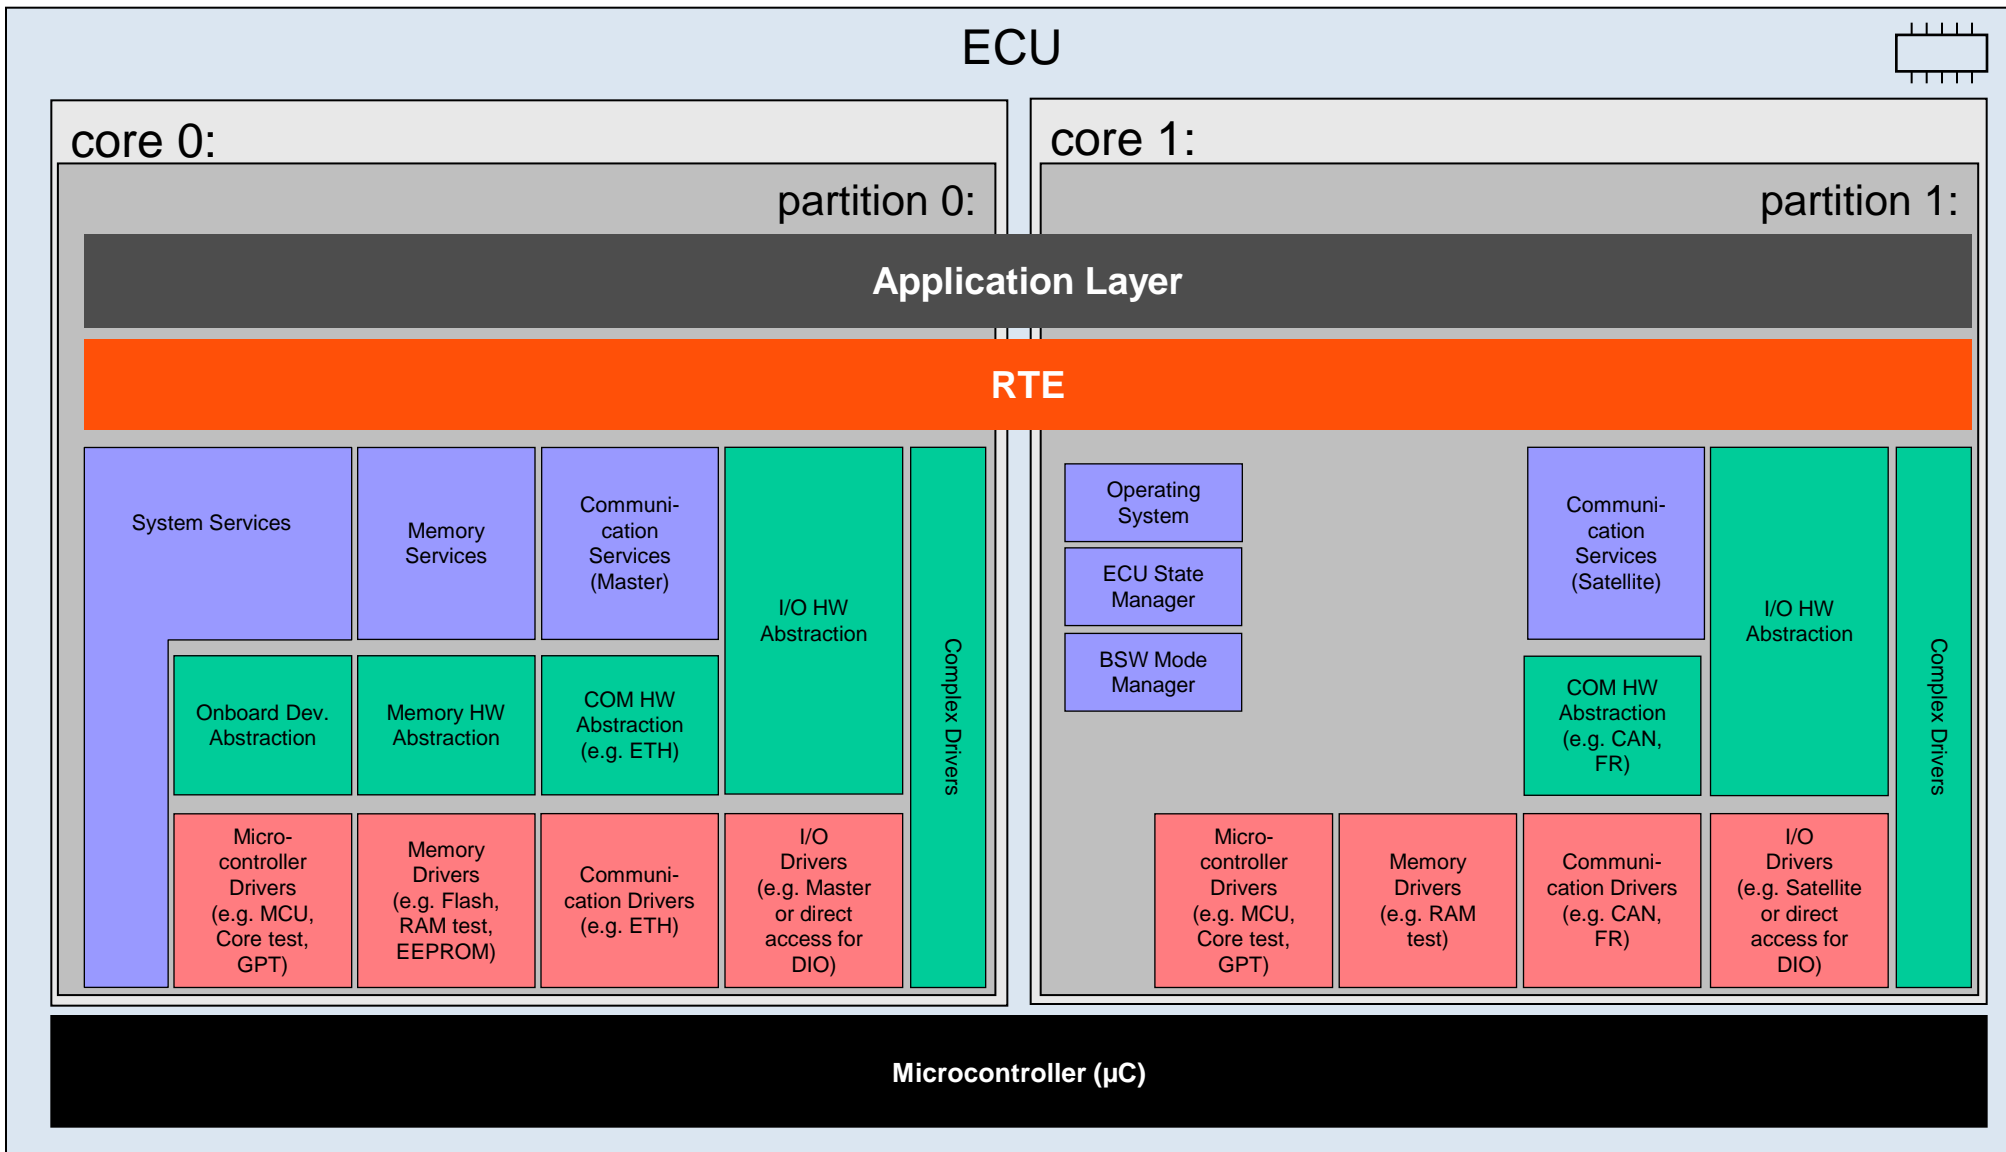 ECU
core 0:
partition 0:
core 1:
partition 1:
Application Layer
RTE
System Services
Memory
Services
Communi-
cation
Services
(Master)
I/O HW
Abstraction
Complex Drivers
Onboard Dev.
Abstraction
Memory HW
Abstraction
COM HW
Abstraction
(e.g. ETH)
Micro-
controller
Drivers
(e.g. MCU,
Core test,
GPT)
Memory
Drivers
(e.g. Flash,
RAM test,
EEPROM)
Communi-
cation Drivers
(e.g. ETH)
I/O
Drivers
(e.g. Master
or direct
access for
DIO)
Operating
System
ECU State
Manager
BSW Mode
Manager
Communi-
cation
Services
(Satellite)
I/O HW
Abstraction
Complex Drivers
COM HW
Abstraction
(e.g. CAN,
FR)
Micro-
controller
Drivers
(e.g. MCU,
Core test,
GPT)
Memory
Drivers
(e.g. RAM
test)
Communi-
cation Drivers
(e.g. CAN,
FR)
I/O
Drivers
(e.g. Satellite
or direct
access for
DIO)
Microcontroller (µC)